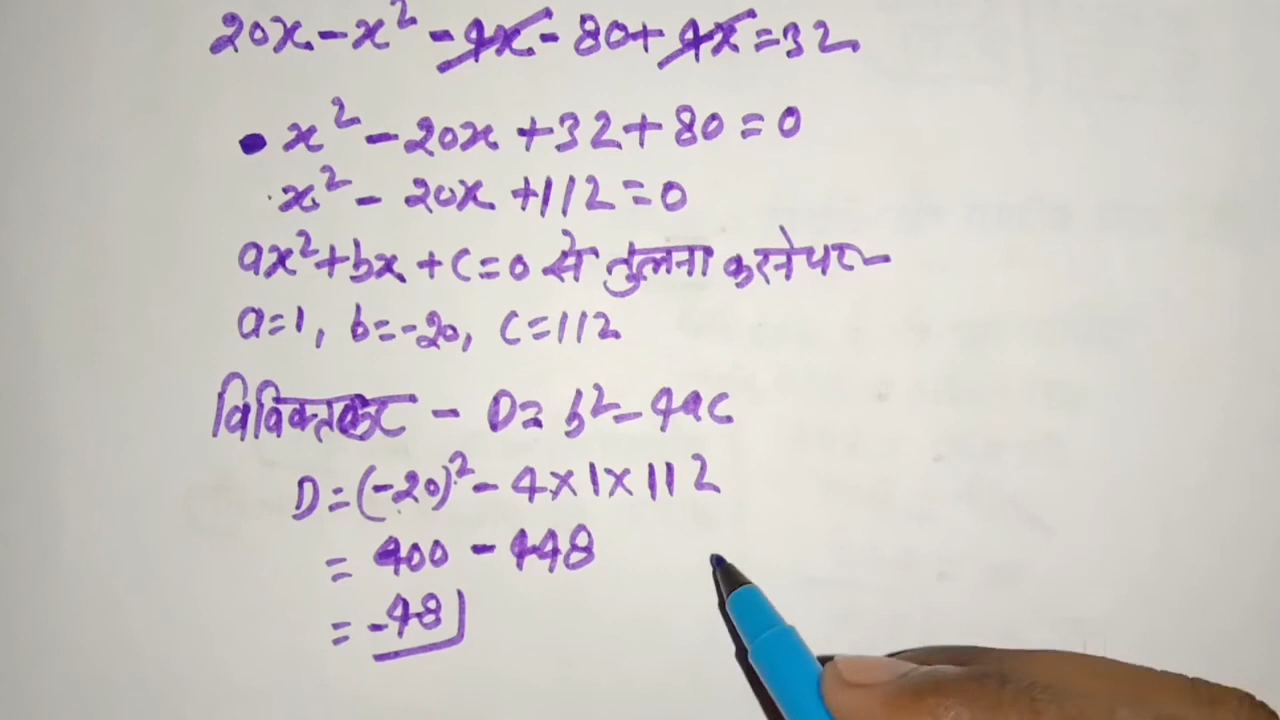 20x - x² - 4x - 80 + 4x = 32
x² - 20x + 32 + 80 = 0
x² - 20x + 112 = 0
ax² + bx + c = 0 से तुलना करने पर -
a = 1, b = -20, c = 112
विविक्तकर - D = b² - 4ac
D = (-20)² - 4 × 1 × 112
= 400 - 448
= -48